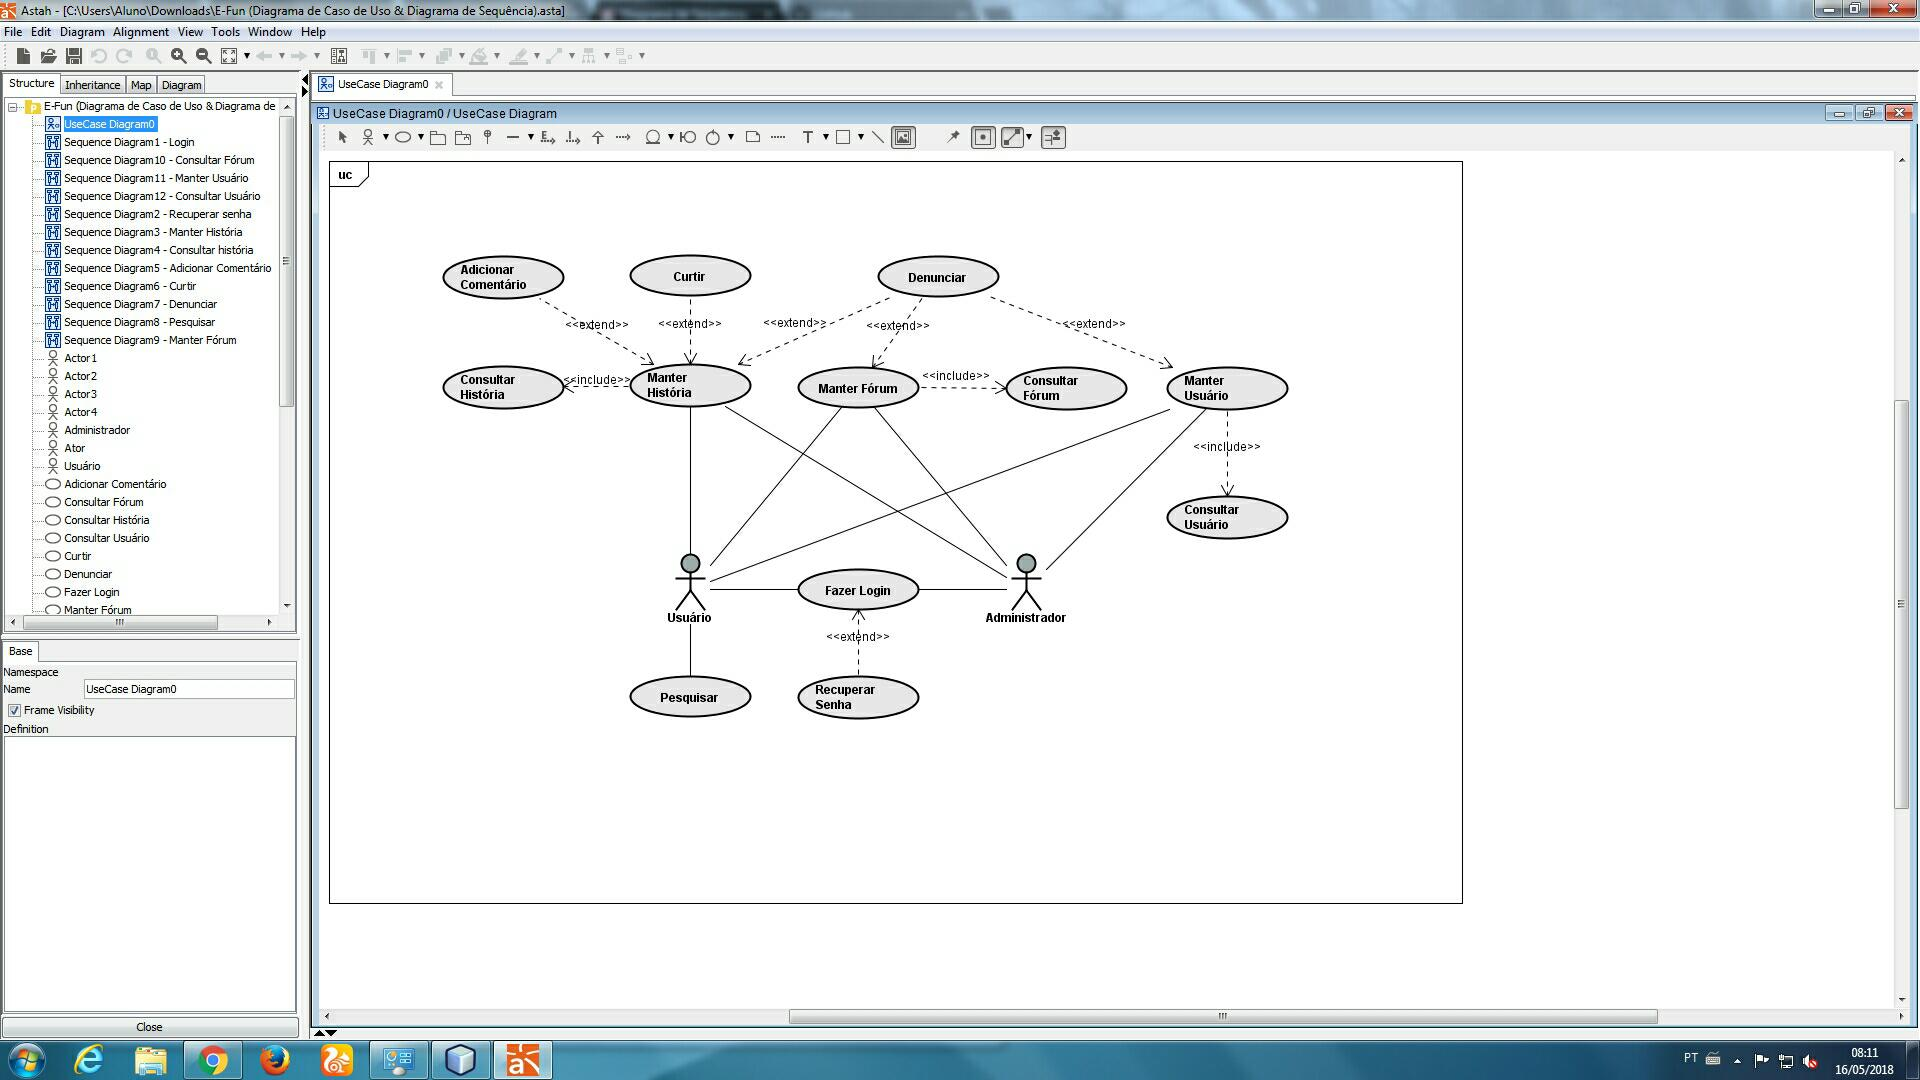 Astah - [C:\Users\Aluno\Downloads\E-Fun (Diagrama de Caso de Uso & Diagrama de Sequência).asta]
File Edit Diagram Alignment View Tools Window Help
Structure Inheritance Map Diagram
E-Fun (Diagrama de Caso de Uso & Diagrama de
UseCase Diagram0
Sequence Diagram1 - Login
Sequence Diagram10 - Consultar Fórum
Sequence Diagram11 - Manter Usuário
Sequence Diagram12 - Consultar Usuário
Sequence Diagram2 - Recuperar senha
Sequence Diagram3 - Manter História
Sequence Diagram4 - Consultar história
Sequence Diagram5 - Adicionar Comentário
Sequence Diagram6 - Curtir
Sequence Diagram7 - Denunciar
Sequence Diagram8 - Pesquisar
Sequence Diagram9 - Manter Fórum
Actor1
Actor2
Actor3
Actor4
Administrador
Ator
Usuário
Adicionar Comentário
Consultar Fórum
Consultar História
Consultar Usuário
Curtir
Denunciar
Fazer Login
Manter Fórum
Base
Namespace
Name UseCase Diagram0
Frame Visibility
Definition
Close
UseCase Diagram0
UseCase Diagram0 / UseCase Diagram
T
uc
Adicionar
Comentário
Curtir
Denunciar
<<extend>> <<extend>> <<extend>> <<extend>> <<extend>>
Consultar
História
<<include>>
Manter
História
Manter Fórum
<<include>>
Consultar
Fórum
Manter
Usuário
<<include>>
Consultar
Usuário
Fazer Login
Usuário
Administrador
<<extend>>
Pesquisar
Recuperar
Senha
PT
08:11
16/05/2018